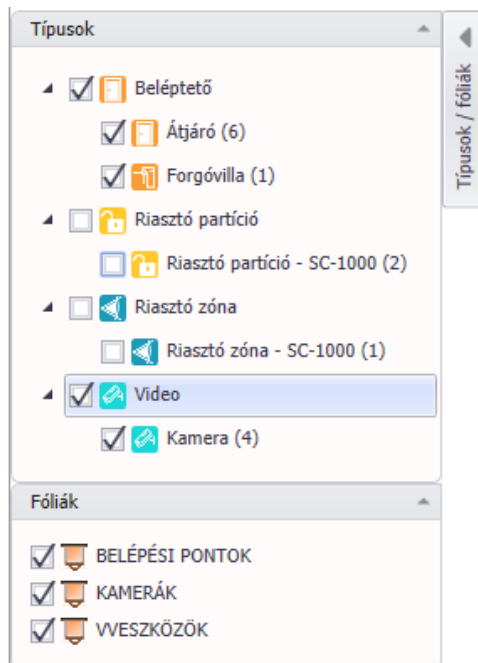 Típusok
Beléptető
Átjáró (6)
Forgóvilla (1)
Riasztó partíció
Riasztó partíció - SC-1000 (2)
Riasztó zóna
Riasztó zóna - SC-1000 (1)
Video
Kamera (4)
Fóliák
BELÉPÉSI PONTOK
KAMERÁK
VVESZKÖZÖK
Típusok / fóliák